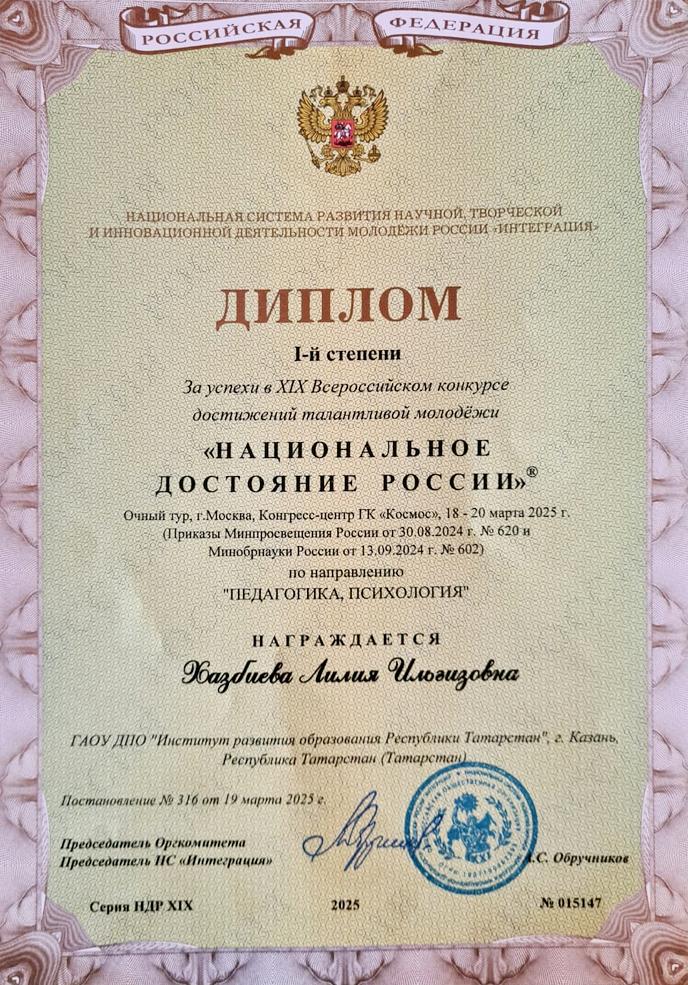 РОССИЙСКАЯ ФЕДЕРАЦИЯ
НАЦИОНАЛЬНАЯ СИСТЕМА РАЗВИТИЯ НАУЧНОЙ, ТВОРЧЕСКОЙ
И ИННОВАЦИОННОЙ ДЕЯТЕЛЬНОСТИ МОЛОДЁЖИ РОССИИ «ИНТЕГРАЦИЯ»
ДИПЛОМ
I-й степени
За успехи в XIX Всероссийском конкурсе
достижений талантливой молодёжи
«НАЦИОНАЛЬНОЕ
ДОСТОЯНИЕ РОССИИ»®
Очный тур, г.Москва, Конгресс-центр ГК «Космос», 18 - 20 марта 2025 г.
(Приказы Минпросвещения России от 30.08.2024 г. № 620 и
Минобрнауки России от 13.09.2024 г. № 602)
по направлению
"ПЕДАГОГИКА, ПСИХОЛОГИЯ"
НАГРАЖДАЕТСЯ
Хазбиева Лилия Ильгизовна
ГАОУ ДПО "Институт развития образования Республики Татарстан", г. Казань,
Республика Татарстан (Татарстан)
Постановление № 316 от 19 марта 2025 г.
Председатель Оргкомитета
Председатель НС «Интеграция» А.С. Обручников
Серия НДР XIX 2025 № 015147